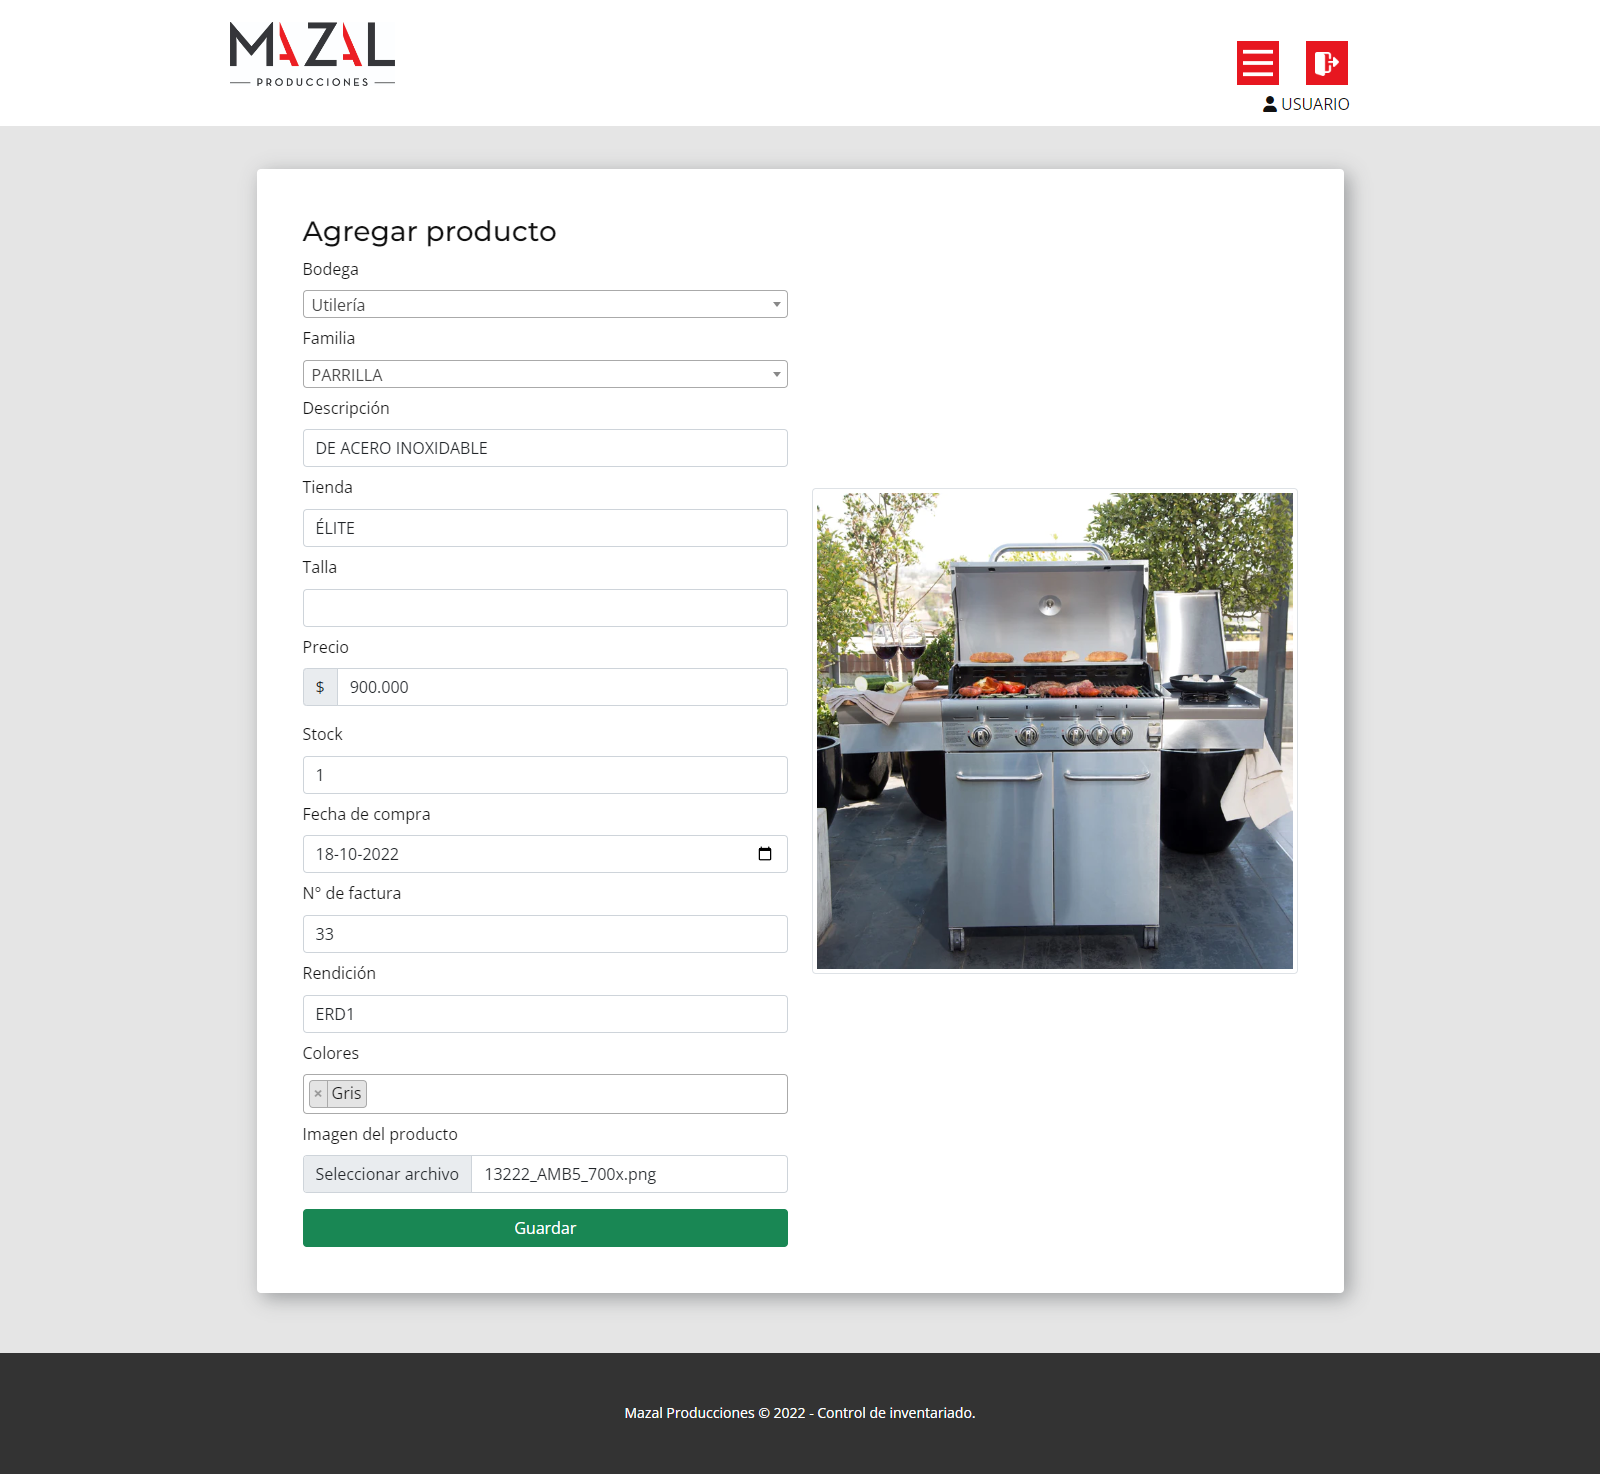 MAZAL
PRODUCCIONES
USUARIO
Agregar producto
Bodega
Utilería
Familia
PARRILLA
Descripción
DE ACERO INOXIDABLE
Tienda
ÉLITE
Talla
Precio
$ 900.000
Stock
1
Fecha de compra
18-10-2022
N° de factura
33
Rendición
ERD1
Colores
× Gris
Imagen del producto
Seleccionar archivo 13222_AMB5_700x.png
Guardar
Mazal Producciones © 2022 - Control de inventariado.